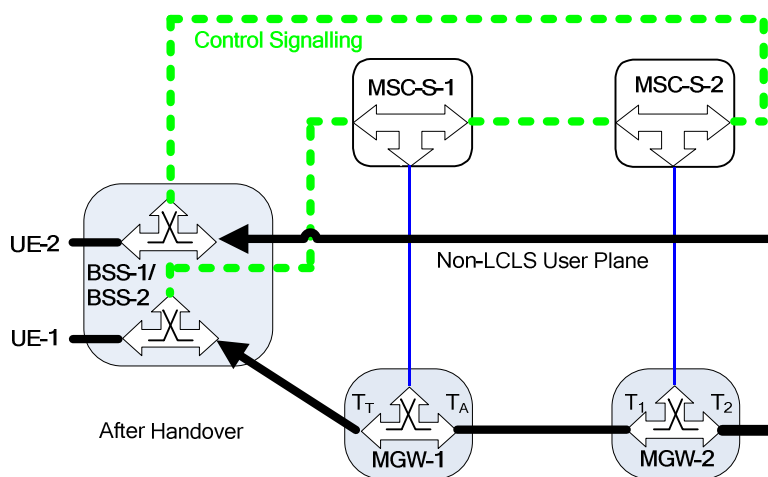 Control Signalling
MSC-S-1
MSC-S-2
UE-2
Non-LCLS User Plane
BSS-1/
BSS-2
UE-1
TT
TA
T1
T2
After Handover
MGW-1
MGW-2